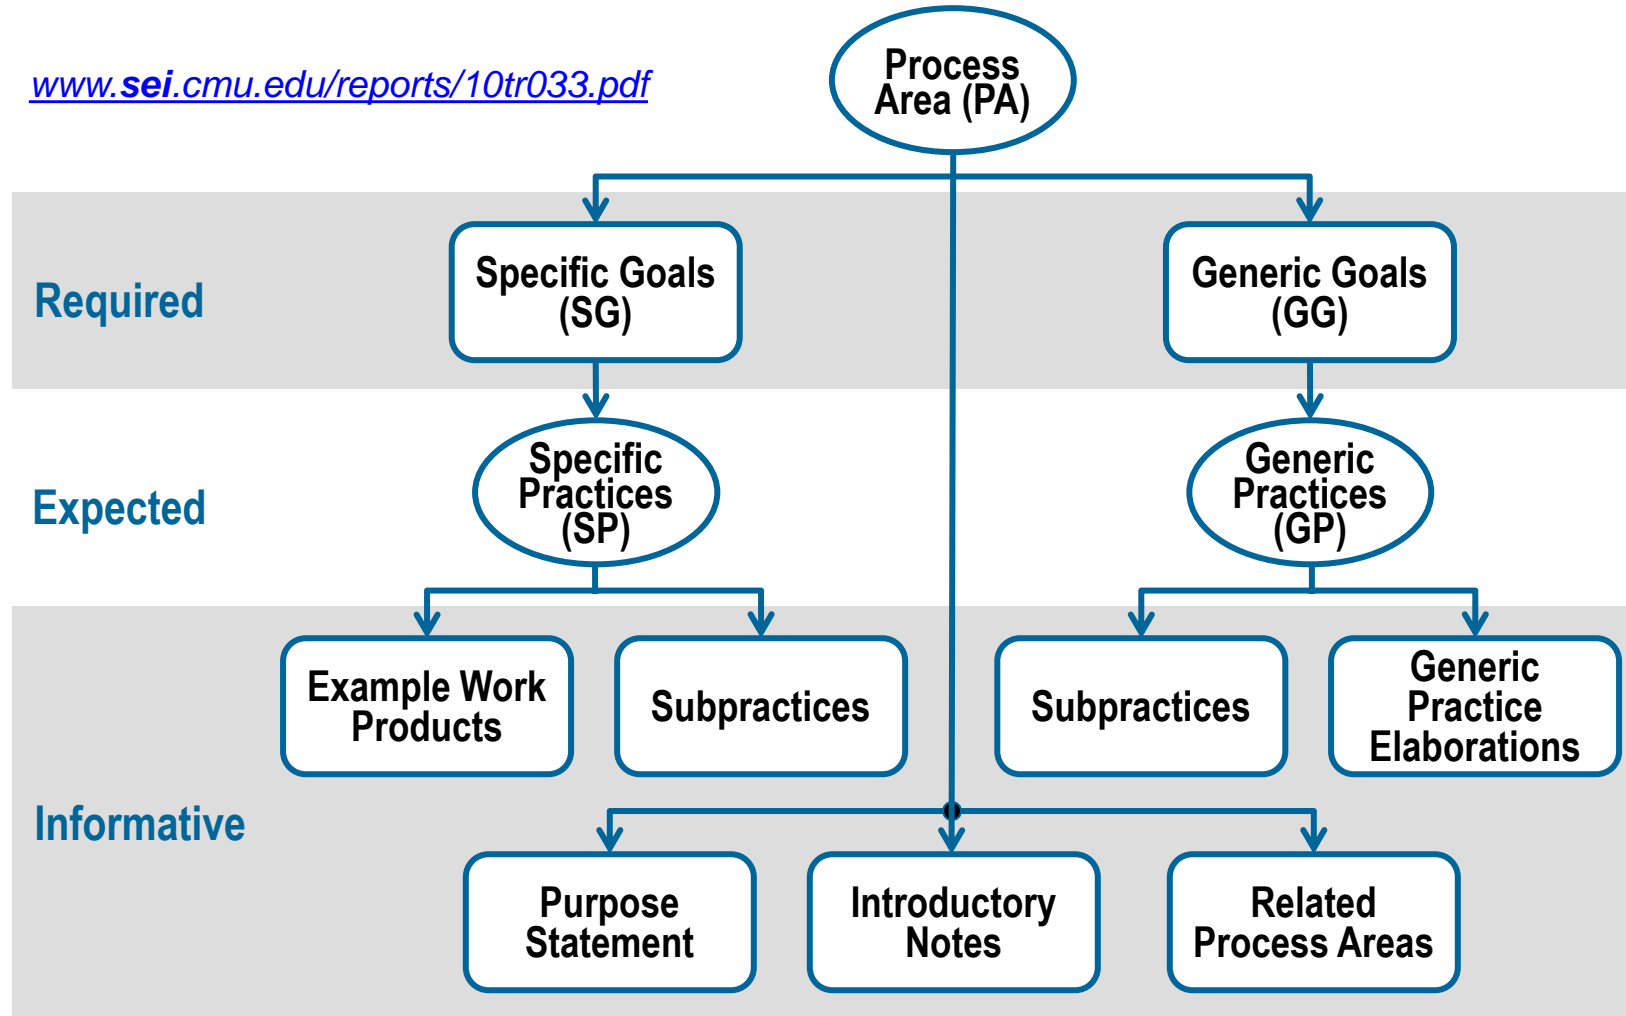 www.sei.cmu.edu/reports/10tr033.pdf
Process
Area (PA)
Required
Specific Goals
(SG)
Generic Goals
(GG)
Expected
Specific
Practices
(SP)
Generic
Practices
(GP)
Informative
Example Work
Products
Subpractices
Subpractices
Generic
Practice
Elaborations
Purpose
Statement
Introductory
Notes
Related
Process Areas